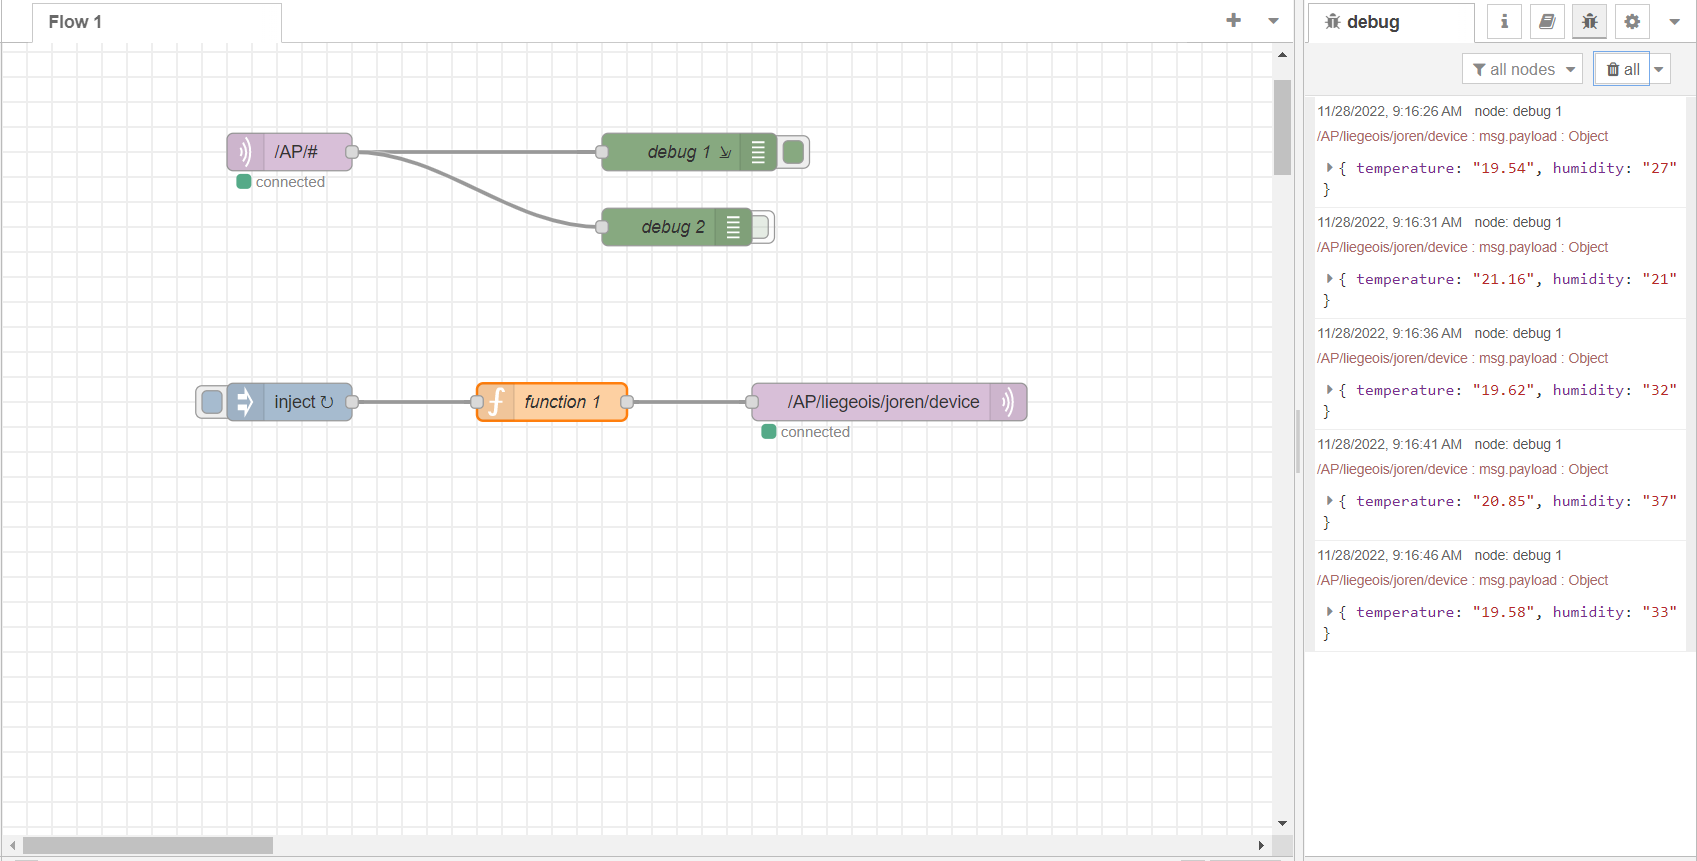 Flow 1
/AP/#
connected
debug 1
debug 2
inject ↻
function 1
/AP/liegeois/joren/device
connected
debug
all nodes
all
11/28/2022, 9:16:26 AM node: debug 1
/AP/liegeois/joren/device : msg.payload : Object
{ temperature: "19.54", humidity: "27"
}
11/28/2022, 9:16:31 AM node: debug 1
/AP/liegeois/joren/device : msg.payload : Object
{ temperature: "21.16", humidity: "21"
}
11/28/2022, 9:16:36 AM node: debug 1
/AP/liegeois/joren/device : msg.payload : Object
{ temperature: "19.62", humidity: "32"
}
11/28/2022, 9:16:41 AM node: debug 1
/AP/liegeois/joren/device : msg.payload : Object
{ temperature: "20.85", humidity: "37"
}
11/28/2022, 9:16:46 AM node: debug 1
/AP/liegeois/joren/device : msg.payload : Object
{ temperature: "19.58", humidity: "33"
}